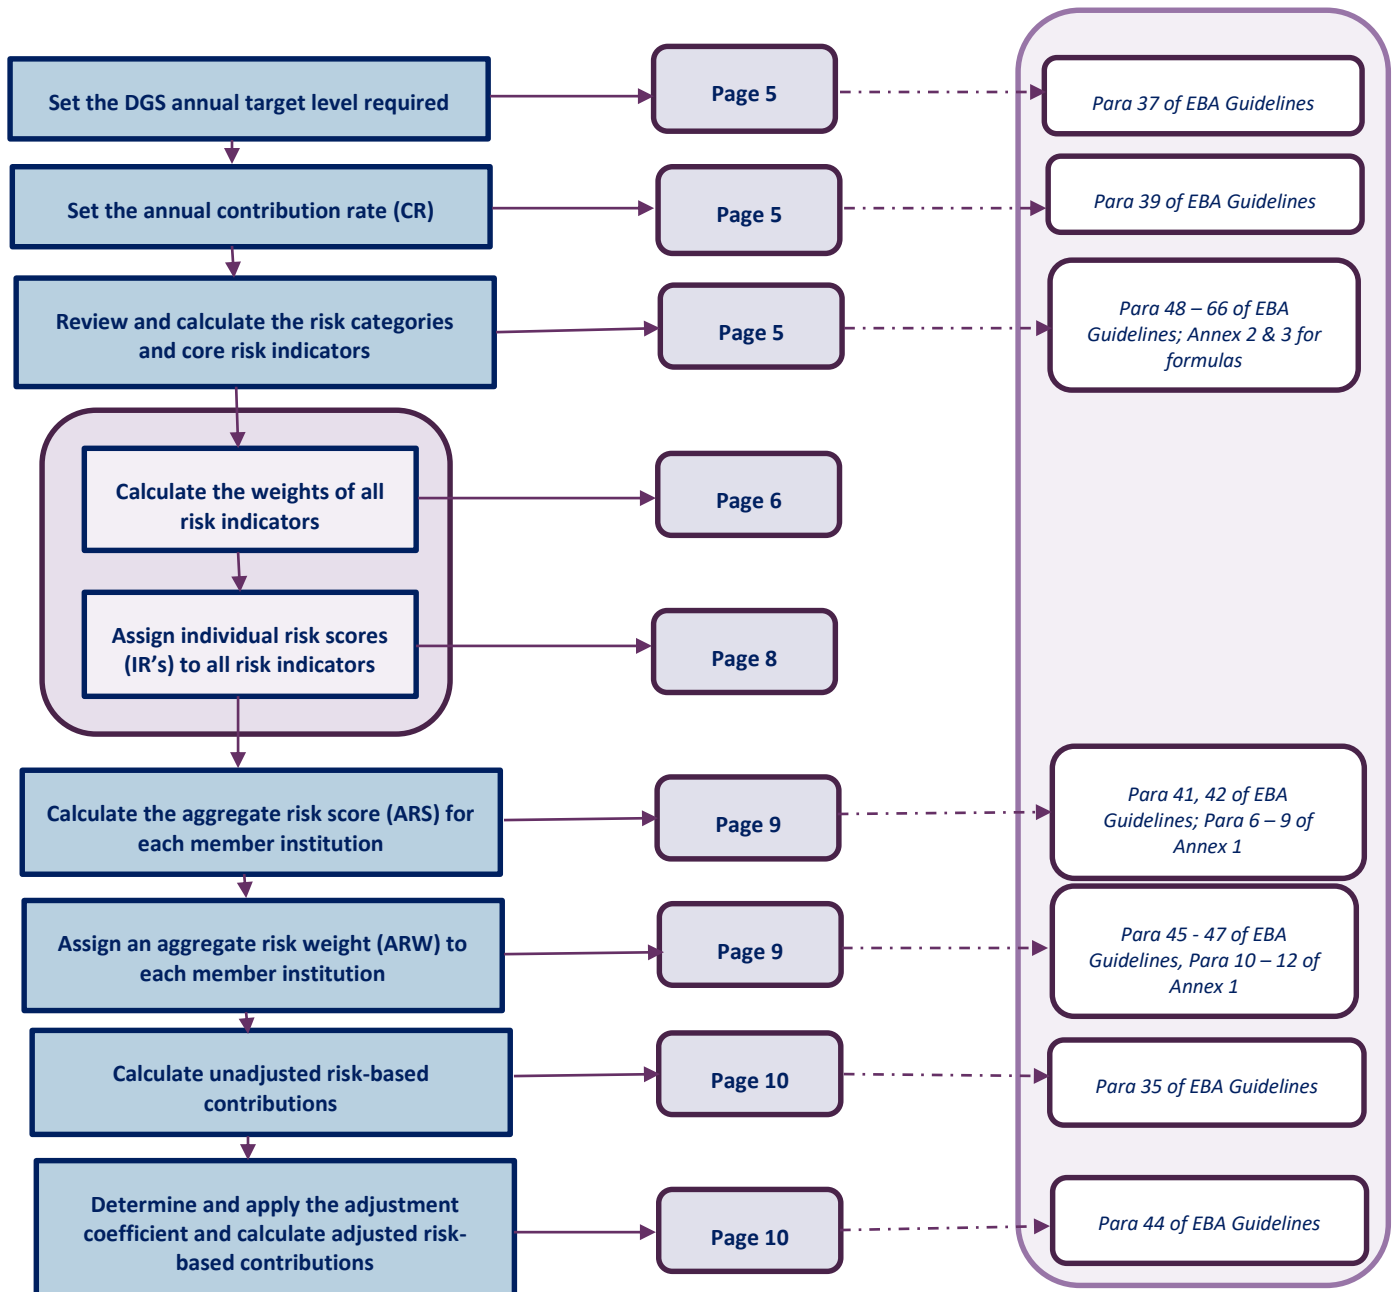 Set the DGS annual target level required
Page 5
Para 37 of EBA Guidelines
Set the annual contribution rate (CR)
Page 5
Para 39 of EBA Guidelines
Review and calculate the risk categories
and core risk indicators
Page 5
Para 48 – 66 of EBA
Guidelines; Annex 2 & 3 for
formulas
Calculate the weights of all
risk indicators
Page 6
Assign individual risk scores
(IR’s) to all risk indicators
Page 8
Calculate the aggregate risk score (ARS) for
each member institution
Page 9
Para 41, 42 of EBA
Guidelines; Para 6 – 9 of
Annex 1
Assign an aggregate risk weight (ARW) to
each member institution
Page 9
Para 45 - 47 of EBA
Guidelines, Para 10 – 12 of
Annex 1
Calculate unadjusted risk-based
contributions
Page 10
Para 35 of EBA Guidelines
Determine and apply the adjustment
coefficient and calculate adjusted risk-
based contributions
Page 10
Para 44 of EBA Guidelines